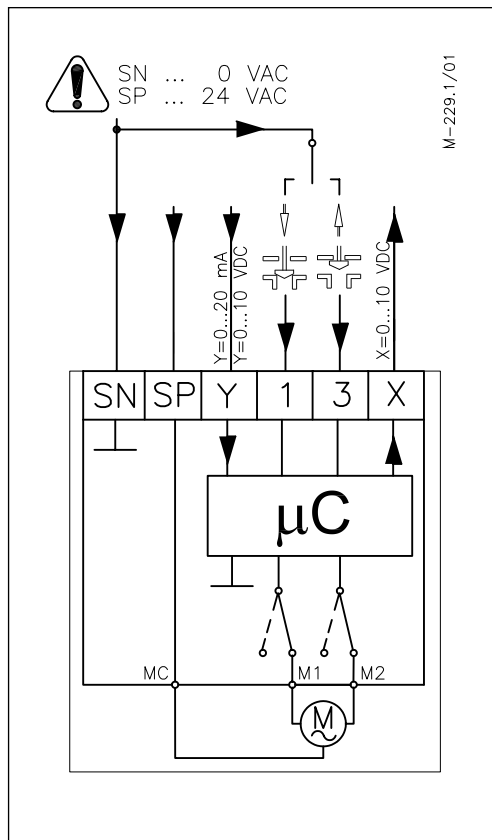 SN ... 0 VAC
SP ... 24 VAC
M-229.1/01
Y=0...20 mA
Y=0...10 VDC
X=0...10 VDC
SN SP Y 1 3 X
µC
MC M1 M2
M